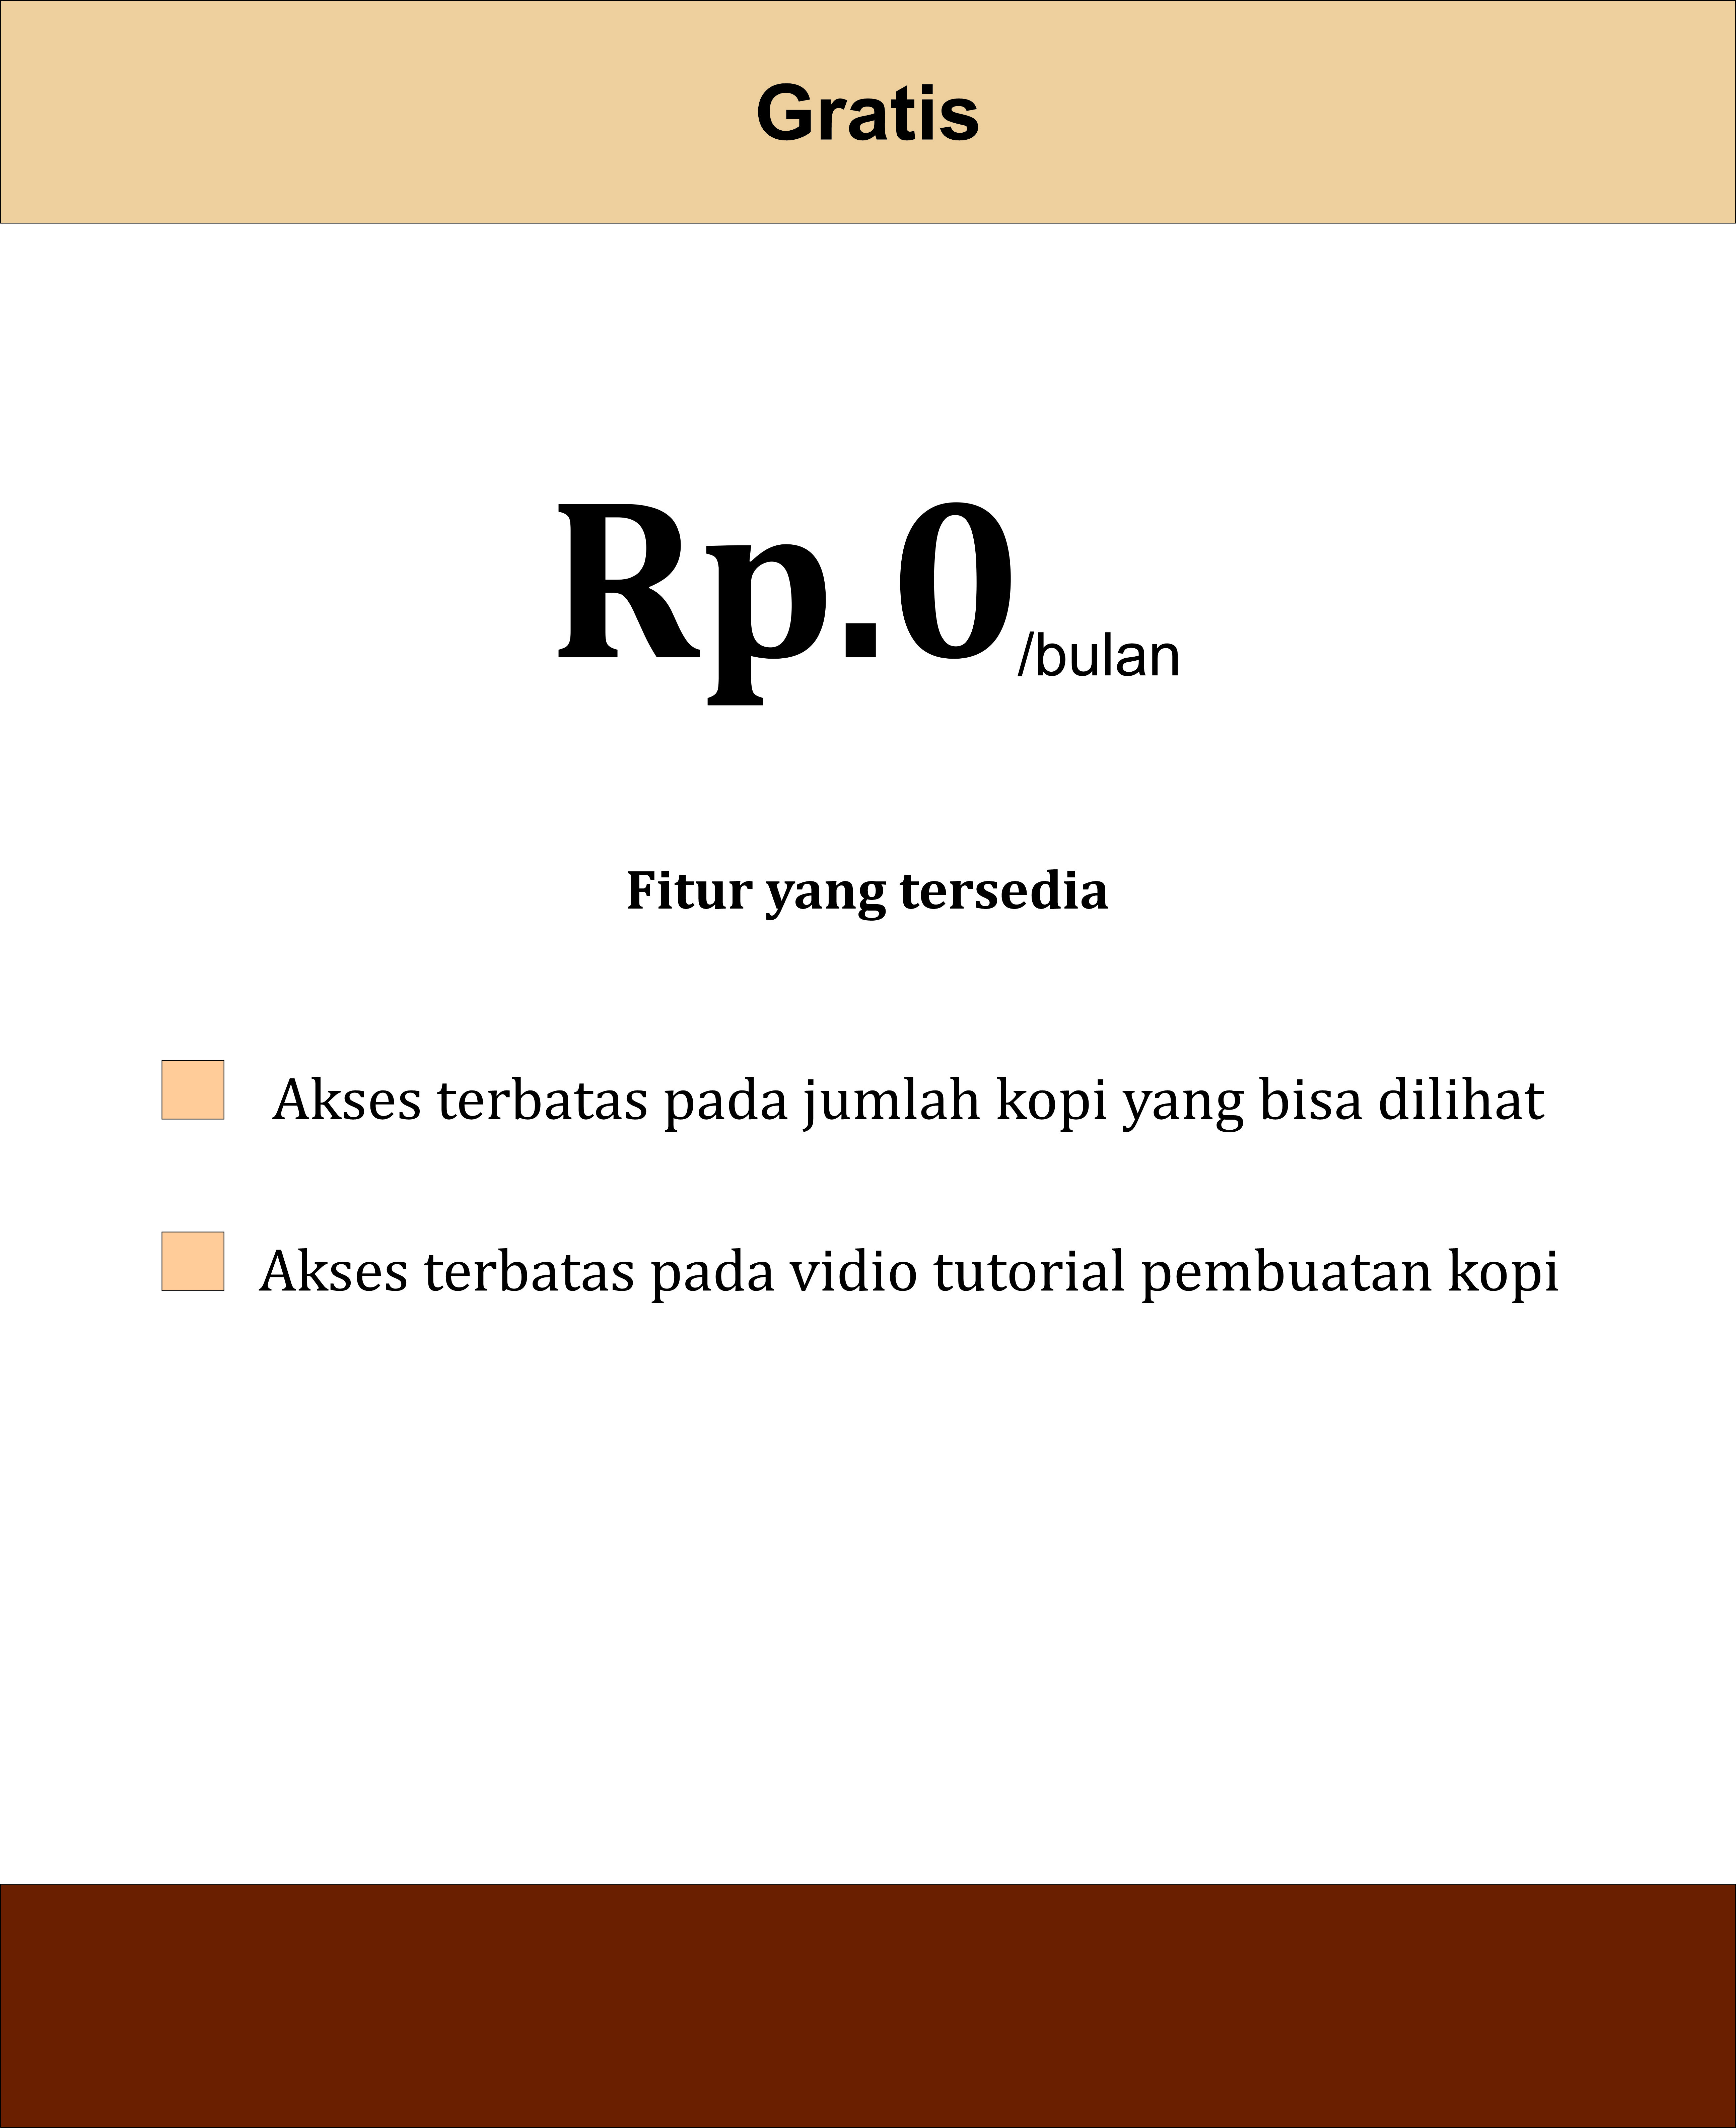 Gratis
Rp.0/bulan
Fitur yang tersedia
Akses terbatas pada jumlah kopi yang bisa dilihat
Akses terbatas pada vidio tutorial pembuatan kopi